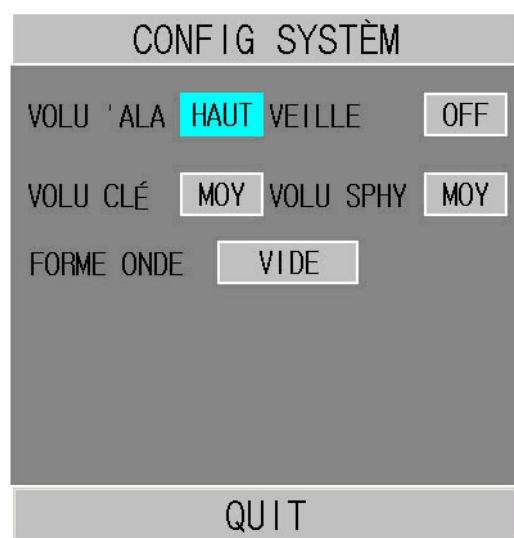 CONFIG SYSTÈM
VOLU 'ALA HAUT VEILLE OFF
VOLU CLÉ MOY VOLU SPHY MOY
FORME ONDE VIDE
QUIT